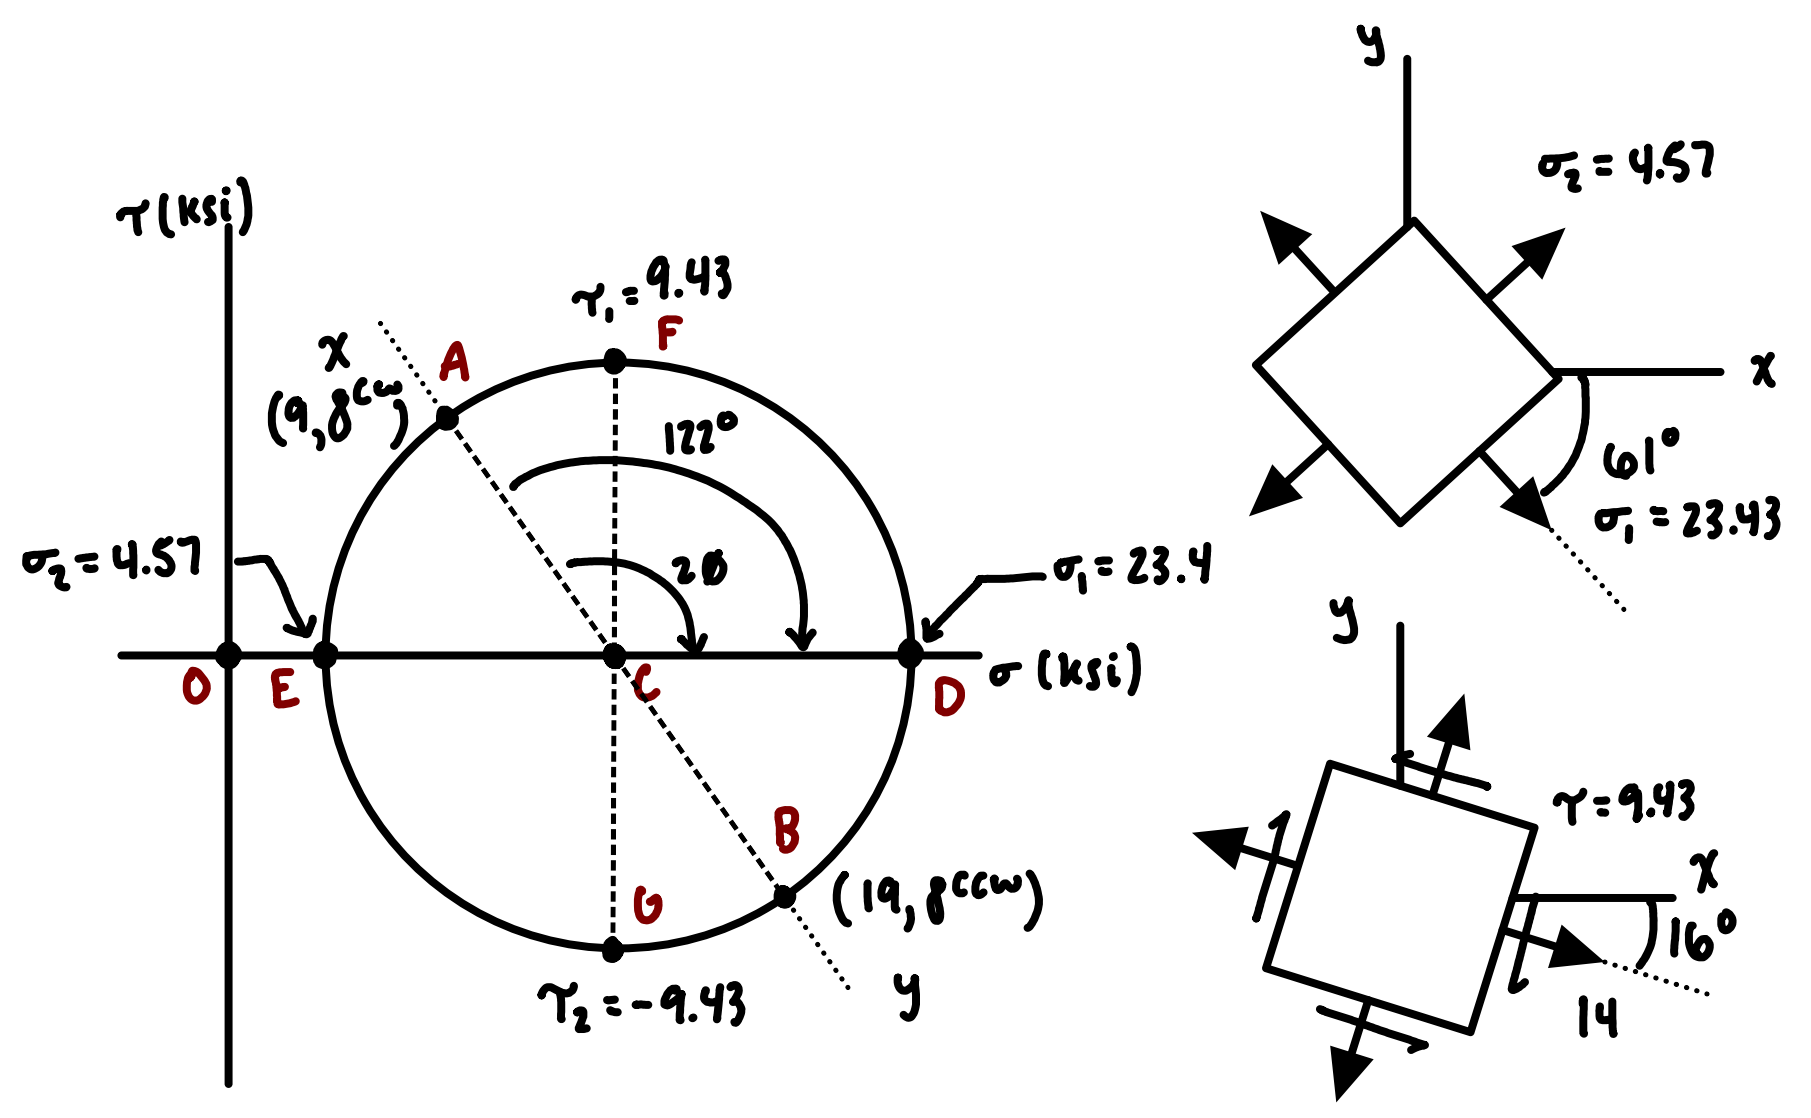 τ (ksi)
τ₁ = 9.43
F
x
A
(9, 8ᶜʷ)
122°
2Ø
σ₂ = 4.57
σ₁ = 23.4
O
E
C
D
σ (ksi)
B
(19, 8ᶜᶜʷ)
G
τ₂ = -9.43
y
y
σ₂ = 4.57
x
61°
σ₁ = 23.43
y
τ = 9.43
x
16°
14